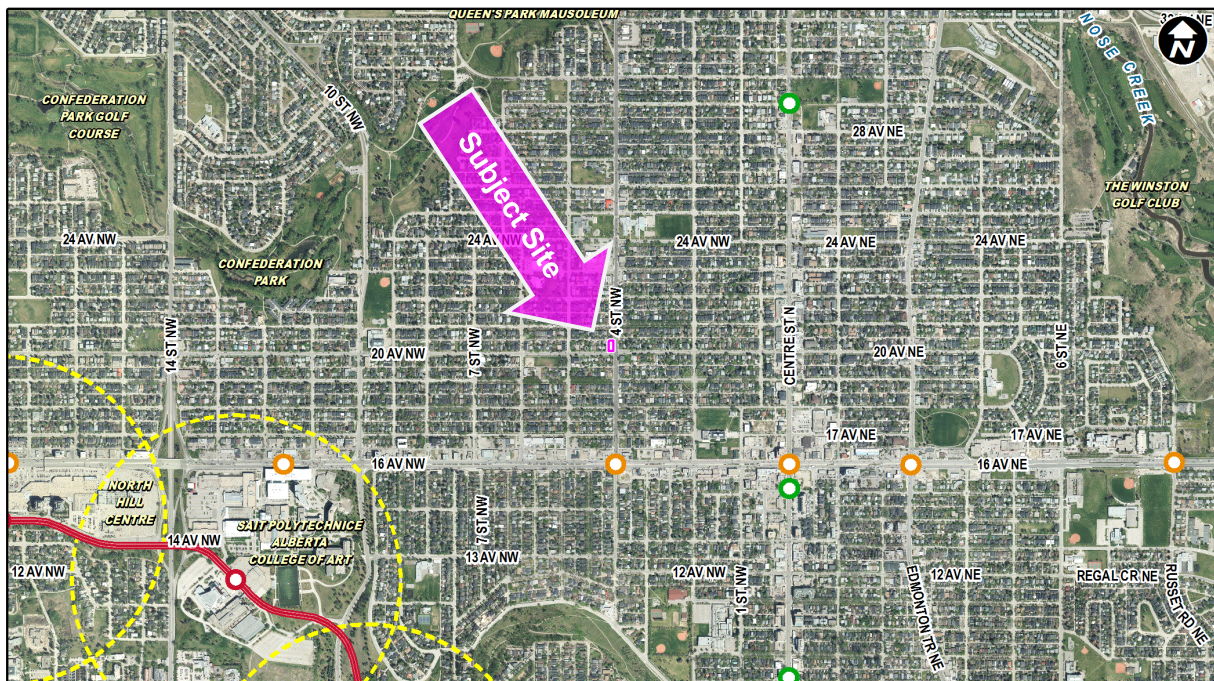 QUEEN'S PARK MAUSOLEUM
NE
N
NOSE CREEK
CONFEDERATION
PARK GOLF
COURSE
10 ST NW
28 AV NE
Subject Site
THE WINSTON
GOLF CLUB
24 AV NW
24 AV NW
24 AV NW
24 AV NE
24 AV NE
CONFEDERATION
PARK
4 ST NW
14 ST NW
20 AV NW
7 ST NW
CENTRE ST N
20 AV NE
6 ST NE
17 AV NE
17 AV NE
16 AV NW
16 AV NE
NORTH
HILL
CENTRE
SAIT POLYTECHNICE
ALBERTA
COLLEGE OF ART
7 ST NW
14 AV NW
13 AV NW
12 AV NW
12 AV NW
1 ST NW
EDMONTON TR NE
12 AV NE
REGAL CR NE
RUSSET RD NE